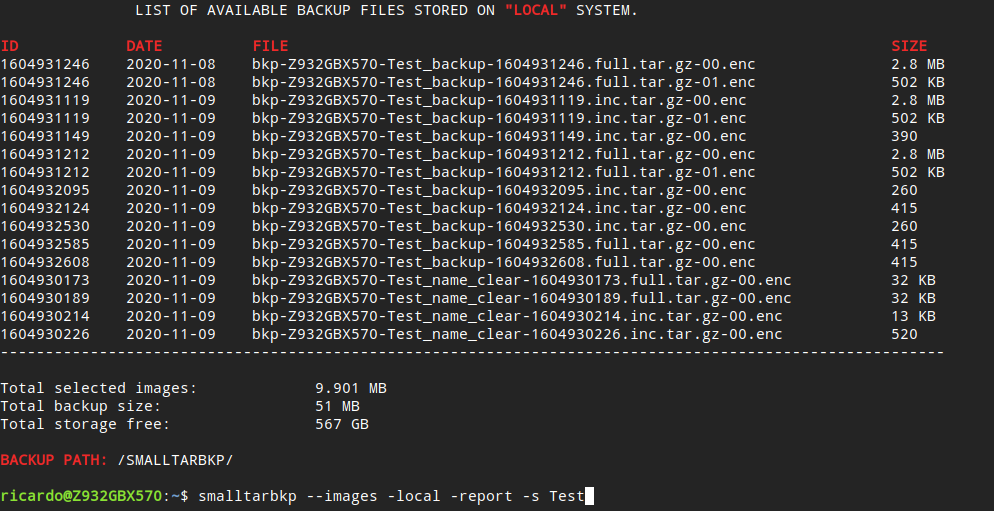 LIST OF AVAILABLE BACKUP FILES STORED ON "LOCAL" SYSTEM.
ID DATE FILE SIZE
1604931246 2020-11-08 bkp-Z932GBX570-Test_backup-1604931246.full.tar.gz-00.enc 2.8 MB
1604931246 2020-11-08 bkp-Z932GBX570-Test_backup-1604931246.full.tar.gz-01.enc 502 KB
1604931119 2020-11-09 bkp-Z932GBX570-Test_backup-1604931119.inc.tar.gz-00.enc 2.8 MB
1604931119 2020-11-09 bkp-Z932GBX570-Test_backup-1604931119.inc.tar.gz-01.enc 502 KB
1604931149 2020-11-09 bkp-Z932GBX570-Test_backup-1604931149.inc.tar.gz-00.enc 390
1604931212 2020-11-09 bkp-Z932GBX570-Test_backup-1604931212.full.tar.gz-00.enc 2.8 MB
1604931212 2020-11-09 bkp-Z932GBX570-Test_backup-1604931212.full.tar.gz-01.enc 502 KB
1604932095 2020-11-09 bkp-Z932GBX570-Test_backup-1604932095.inc.tar.gz-00.enc 260
1604932124 2020-11-09 bkp-Z932GBX570-Test_backup-1604932124.inc.tar.gz-00.enc 415
1604932530 2020-11-09 bkp-Z932GBX570-Test_backup-1604932530.inc.tar.gz-00.enc 260
1604932585 2020-11-09 bkp-Z932GBX570-Test_backup-1604932585.full.tar.gz-00.enc 415
1604932608 2020-11-09 bkp-Z932GBX570-Test_backup-1604932608.full.tar.gz-00.enc 415
1604930173 2020-11-09 bkp-Z932GBX570-Test_name_clear-1604930173.full.tar.gz-00.enc 32 KB
1604930189 2020-11-09 bkp-Z932GBX570-Test_name_clear-1604930189.full.tar.gz-00.enc 32 KB
1604930214 2020-11-09 bkp-Z932GBX570-Test_name_clear-1604930214.inc.tar.gz-00.enc 13 KB
1604930226 2020-11-09 bkp-Z932GBX570-Test_name_clear-1604930226.inc.tar.gz-00.enc 520
---------------------------------------------------------------------------------------------------------
Total selected images: 9.901 MB
Total backup size: 51 MB
Total storage free: 567 GB
BACKUP PATH: /SMALLTARBKP/
ricardo@Z932GBX570:~$ smalltarbkp --images -local -report -s Test